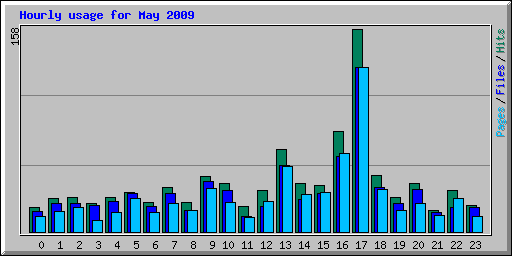 Hourly usage for May 2009
158
Pages / Files / Hits
0 1 2 3 4 5 6 7 8 9 10 11 12 13 14 15 16 17 18 19 20 21 22 23